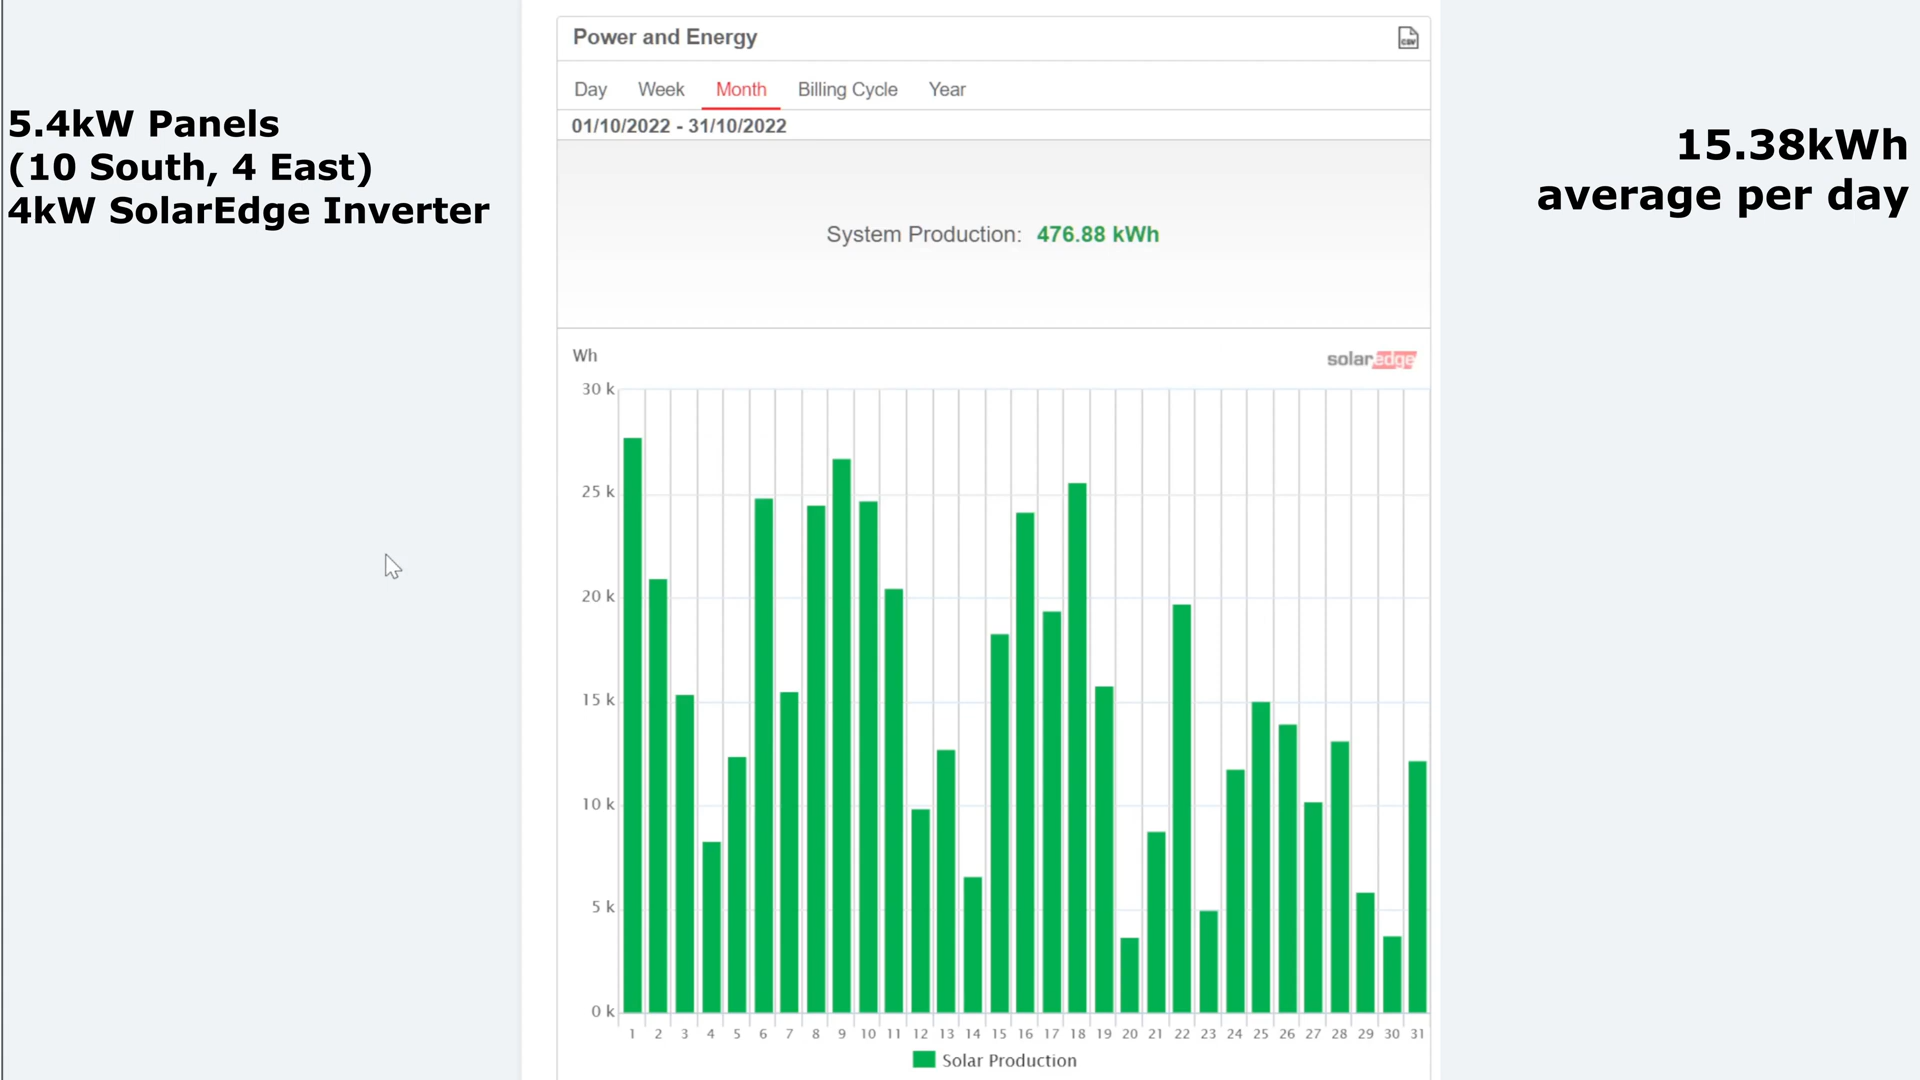 Power and Energy
CSV
Day Week Month Billing Cycle Year
01/10/2022 - 31/10/2022
5.4kW Panels
(10 South, 4 East)
4kW SolarEdge Inverter
15.38kWh
average per day
System Production: 476.88 kWh
Wh
solaredge
30 k
25 k
20 k
15 k
10 k
5 k
0 k
1 2 3 4 5 6 7 8 9 10 11 12 13 14 15 16 17 18 19 20 21 22 23 24 25 26 27 28 29 30 31
Solar Production